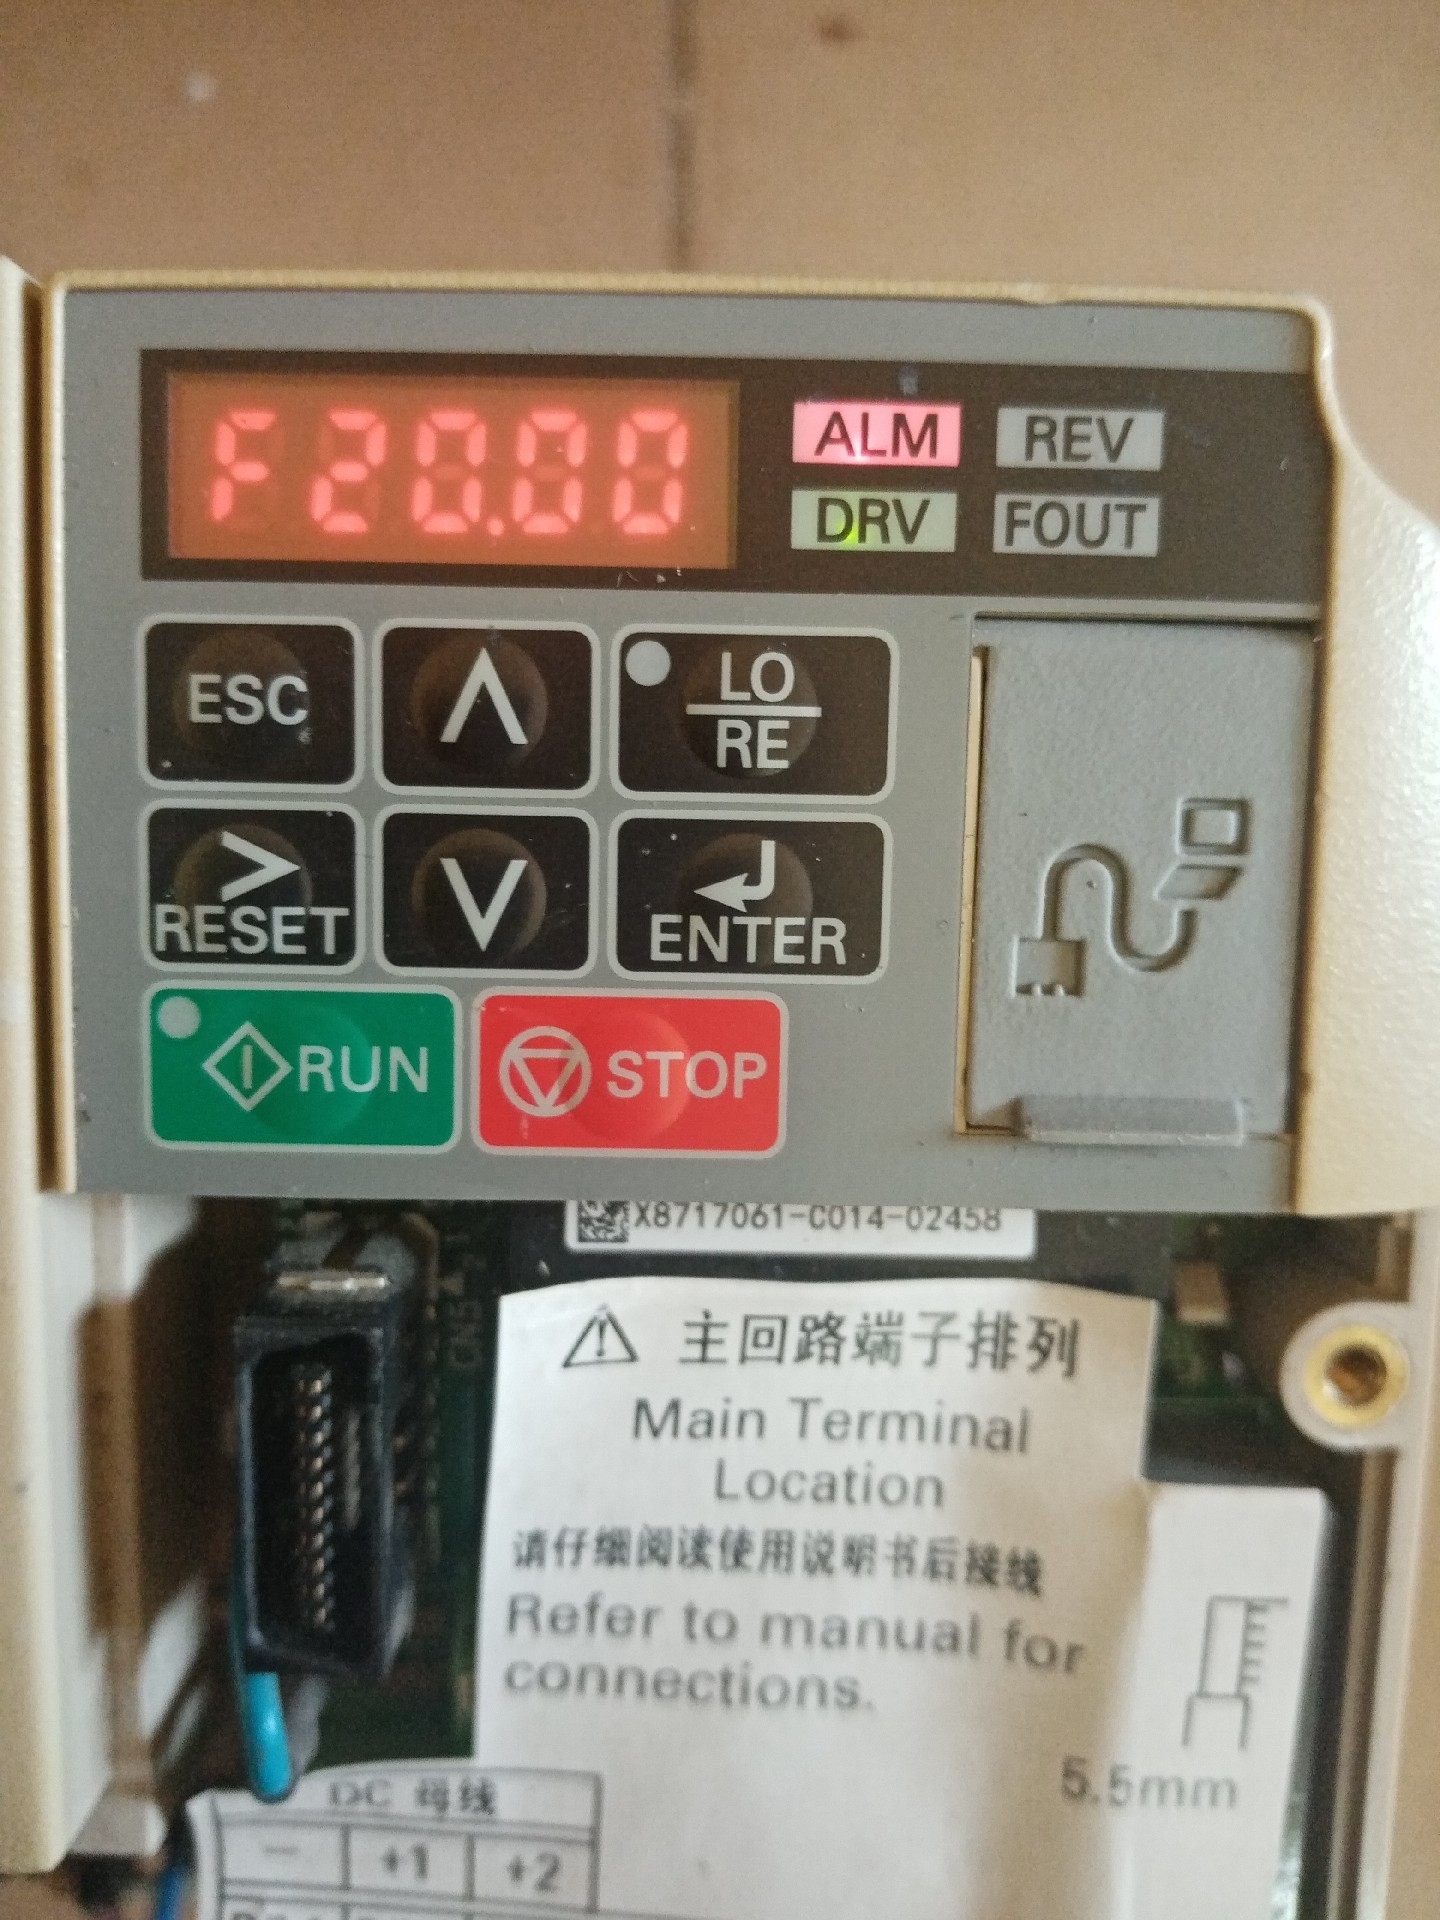 F20.00
ALM
REV
DRV
FOUT
ESC
∧
LO
RE
>
RESET
∨
ENTER
RUN
STOP
X8717061-C014-02458
主回路端子排列
Main Terminal
Location
请仔细阅读使用说明书后接线
Refer to manual for
connections.
5.5mm
DC 母线
− +1 +2